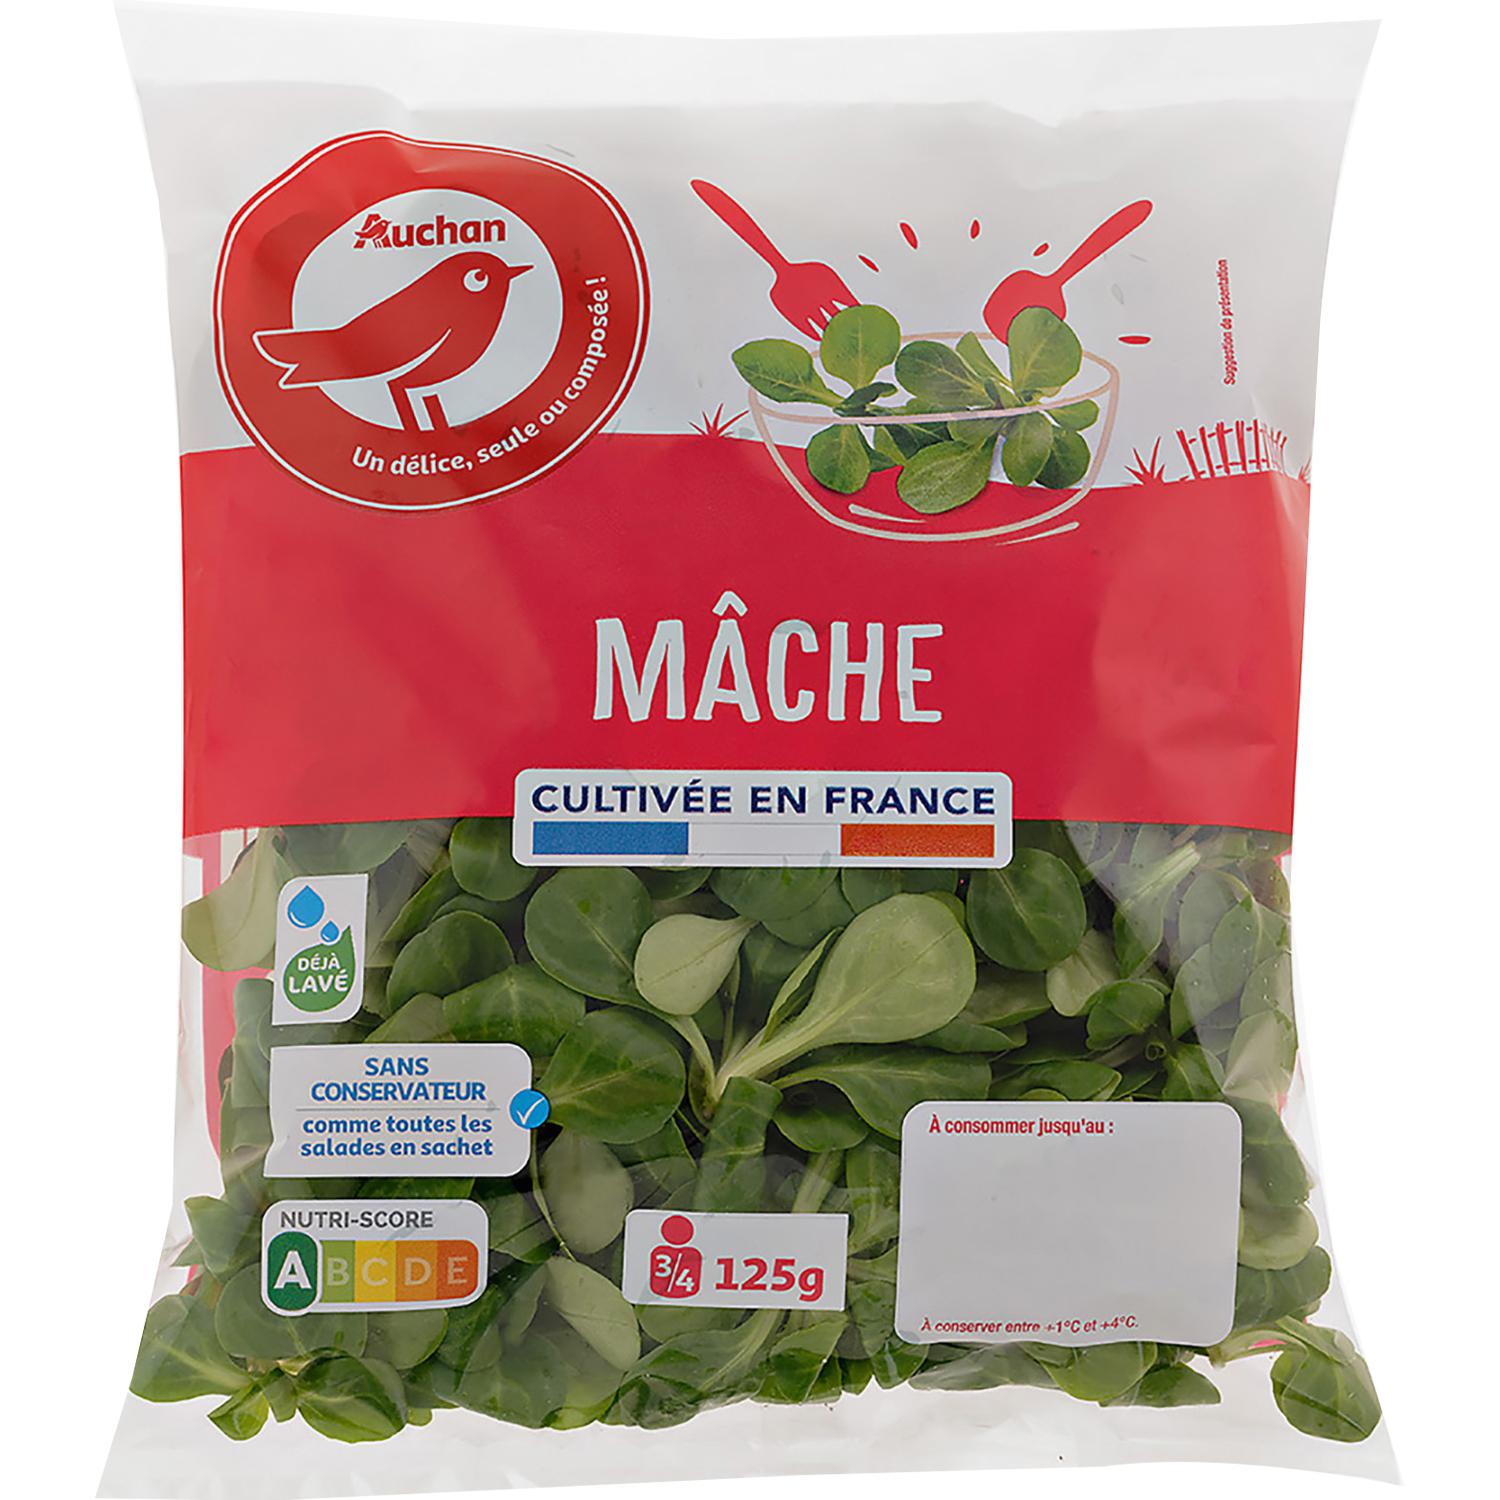 Auchan
Un délice, seule ou composée !
Suggestion de présentation
MÂCHE
CULTIVÉE EN FRANCE
DÉJÀ
LAVÉ
SANS
CONSERVATEUR
comme toutes les
salades en sachet
NUTRI-SCORE
A B C D E
3/4 125g
À consommer jusqu'au :
À conserver entre +1°C et +4°C.